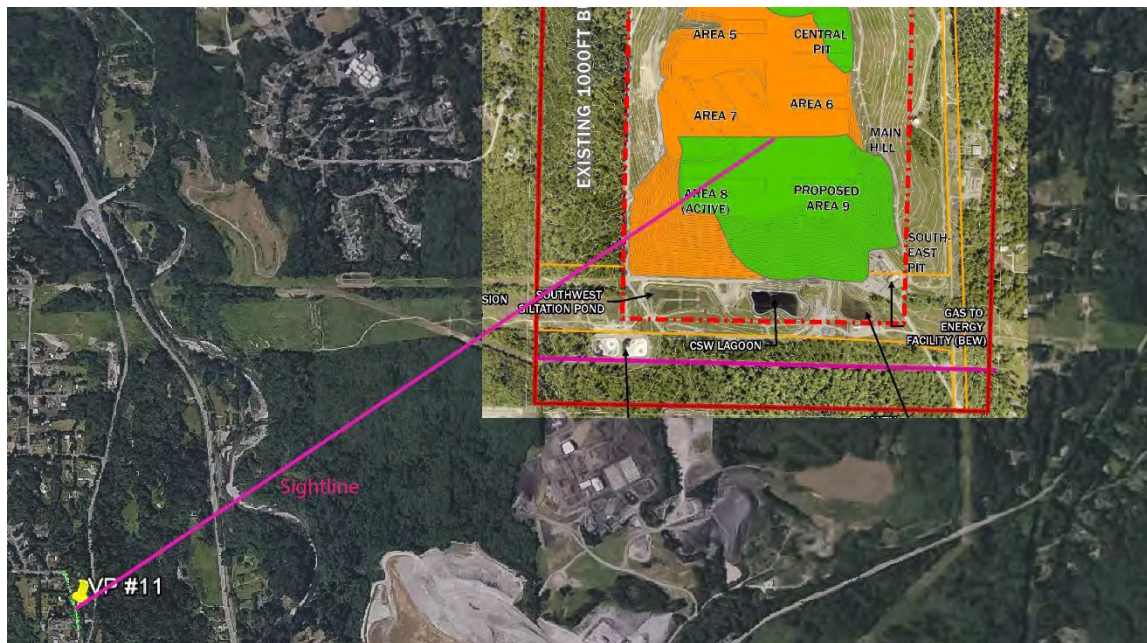 EXISTING 1000FT B
AREA 5
CENTRAL
PIT
AREA 7
AREA 6
MAIN
HILL
AREA 8
(ACTIVE)
PROPOSED
AREA 9
SOUTH-
EAST
PIT
SION
SOUTHWEST
SILTATION POND
CSW LAGOON
GAS TO
ENERGY
FACILITY (BEW)
Sightline
VP #11